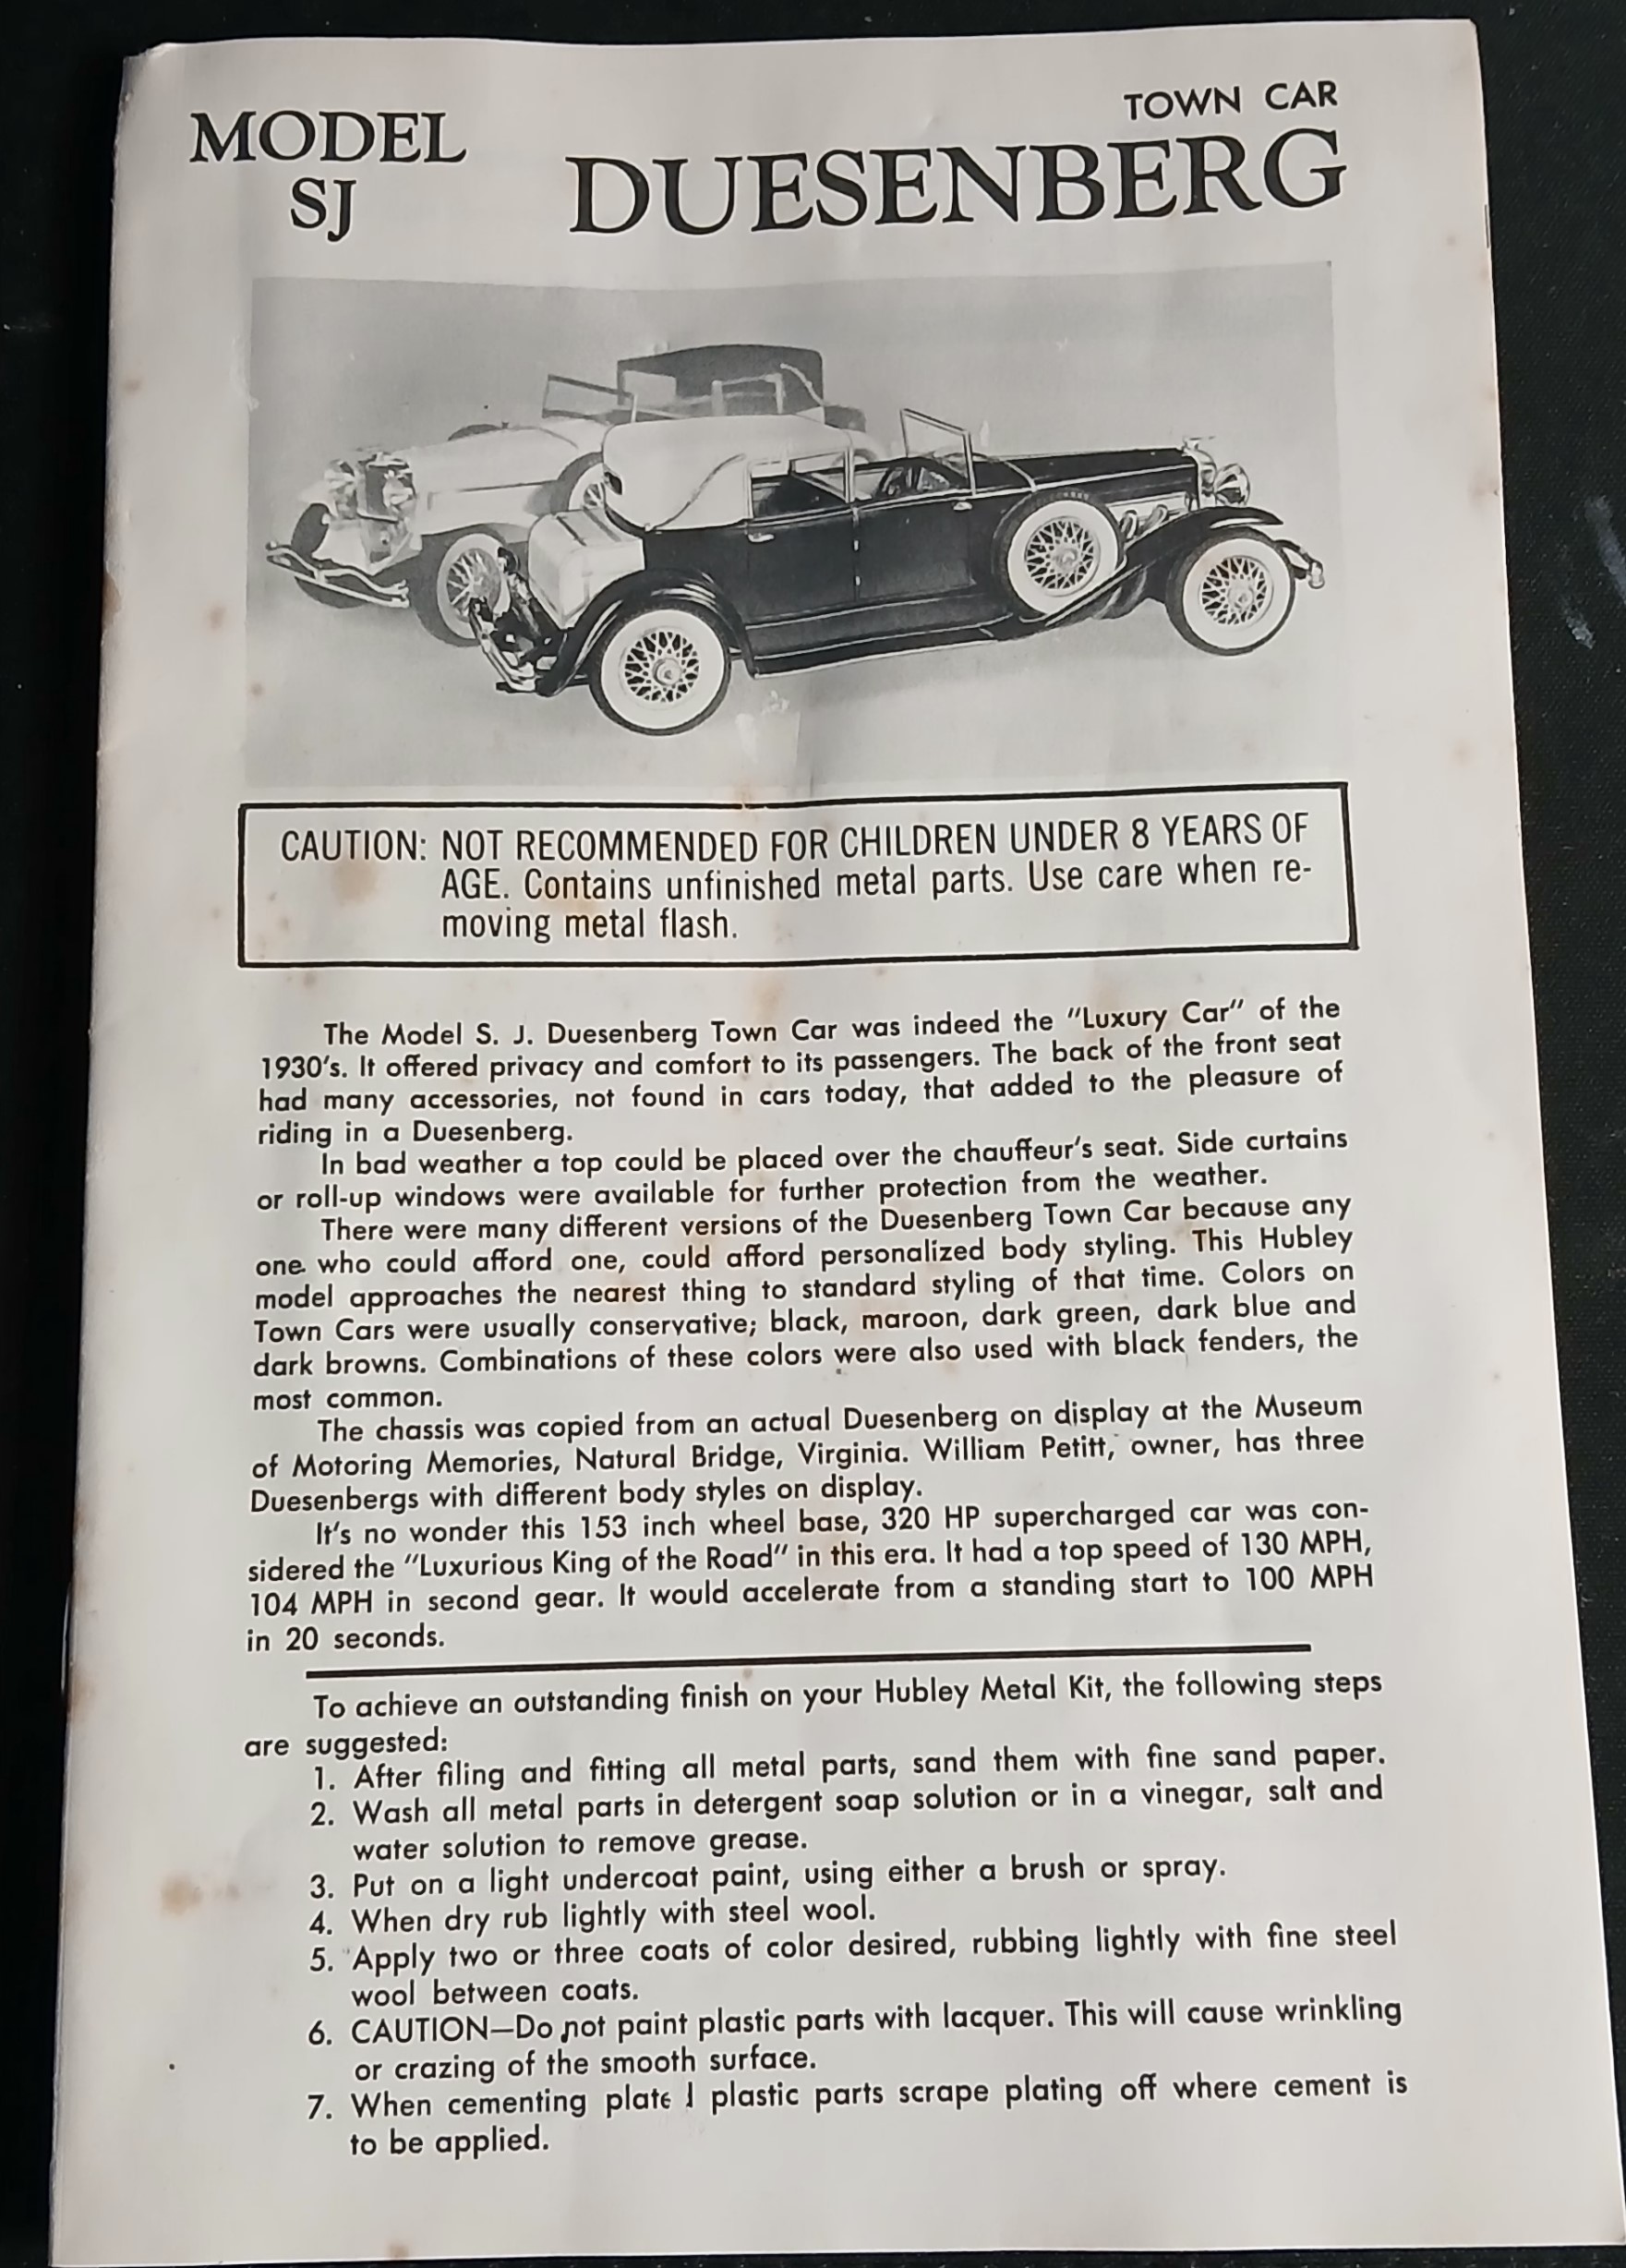 MODEL
SJ
TOWN CAR
DUESENBERG
CAUTION: NOT RECOMMENDED FOR CHILDREN UNDER 8 YEARS OF
AGE. Contains unfinished metal parts. Use care when re-
moving metal flash.
The Model S. J. Duesenberg Town Car was indeed the "Luxury Car" of the
1930's. It offered privacy and comfort to its passengers. The back of the front seat
had many accessories, not found in cars today, that added to the pleasure of
riding in a Duesenberg.
In bad weather a top could be placed over the chauffeur's seat. Side curtains
or roll-up windows were available for further protection from the weather.
There were many different versions of the Duesenberg Town Car because any
one who could afford one, could afford personalized body styling. This Hubley
model approaches the nearest thing to standard styling of that time. Colors on
Town Cars were usually conservative; black, maroon, dark green, dark blue and
dark browns. Combinations of these colors were also used with black fenders, the
most common.
The chassis was copied from an actual Duesenberg on display at the Museum
of Motoring Memories, Natural Bridge, Virginia. William Petitt, owner, has three
Duesenbergs with different body styles on display.
It's no wonder this 153 inch wheel base, 320 HP supercharged car was con-
sidered the "Luxurious King of the Road" in this era. It had a top speed of 130 MPH,
104 MPH in second gear. It would accelerate from a standing start to 100 MPH
in 20 seconds.
To achieve an outstanding finish on your Hubley Metal Kit, the following steps
are suggested:
1. After filing and fitting all metal parts, sand them with fine sand paper.
2. Wash all metal parts in detergent soap solution or in a vinegar, salt and
water solution to remove grease.
3. Put on a light undercoat paint, using either a brush or spray.
4. When dry rub lightly with steel wool.
5. Apply two or three coats of color desired, rubbing lightly with fine steel
wool between coats.
6. CAUTION—Do not paint plastic parts with lacquer. This will cause wrinkling
or crazing of the smooth surface.
7. When cementing plated plastic parts scrape plating off where cement is
to be applied.